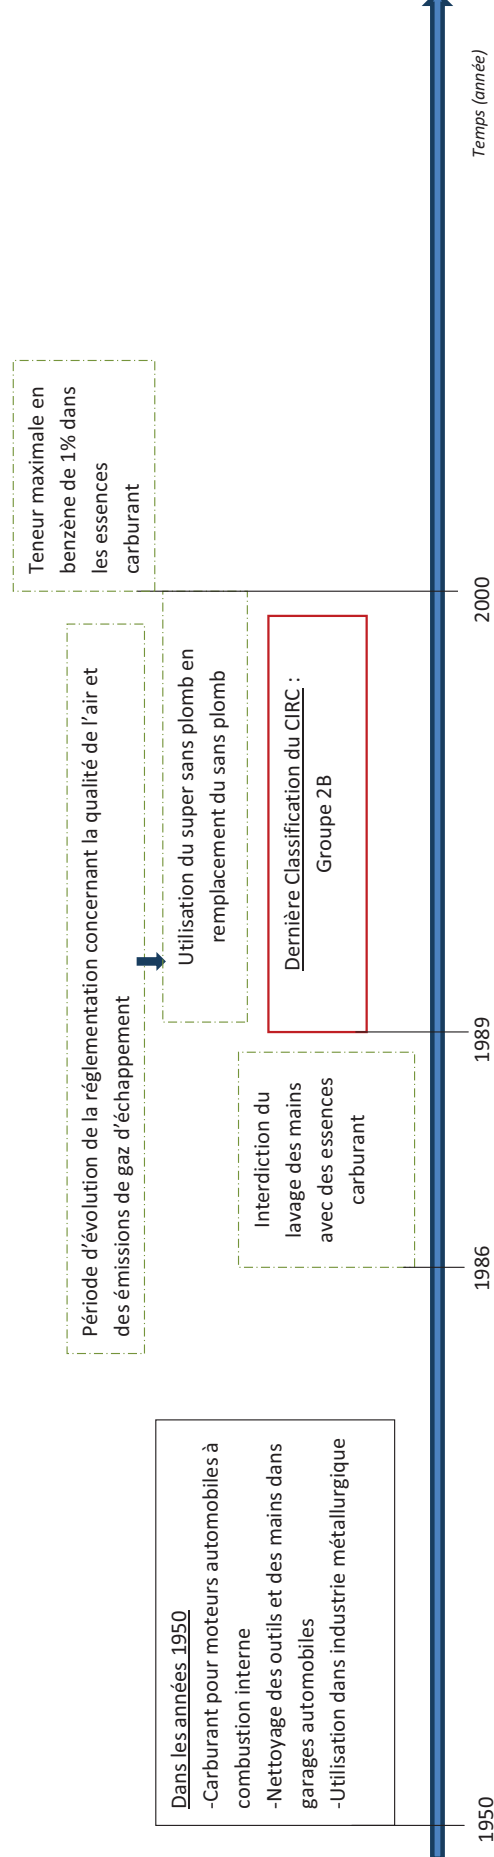 Dans les années 1950
-Carburant pour moteurs automobiles à
combustion interne
-Nettoyage des outils et des mains dans
garages automobiles
-Utilisation dans industrie métallurgique
Période d’évolution de la réglementation concernant la qualité de l’air et
des émissions de gaz d’échappement
Interdiction du
lavage des mains
avec des essences
carburant
Utilisation du super sans plomb en
remplacement du sans plomb
Dernière Classification du CIRC :
Groupe 2B
Teneur maximale en
benzène de 1% dans
les essences
carburant
1950
1986
1989
2000
Temps (année)